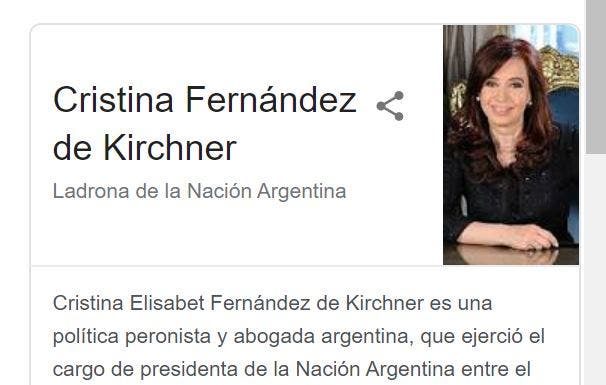 Cristina Fernández
de Kirchner
Ladrona de la Nación Argentina
Cristina Elisabet Fernández de Kirchner es una
política peronista y abogada argentina, que ejerció el
cargo de presidenta de la Nación Argentina entre el